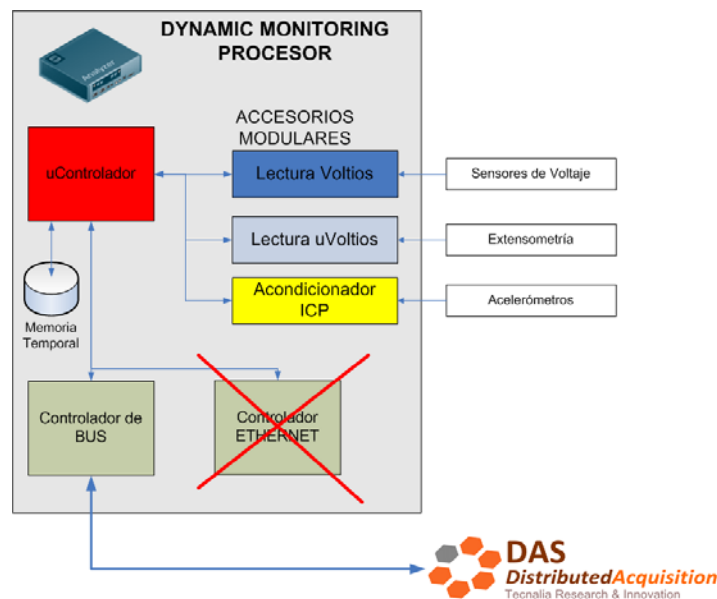 DYNAMIC MONITORING
PROCESOR
Analyzer
ACCESORIOS
MODULARES
uControlador
Lectura Voltios
Sensores de Voltaje
Lectura uVoltios
Extensometría
Acondicionador
ICP
Acelerómetros
Memoria
Temporal
Controlador de
BUS
Controlador
ETHERNET
DAS
DistributedAcquisition
Tecnalia Research & Innovation